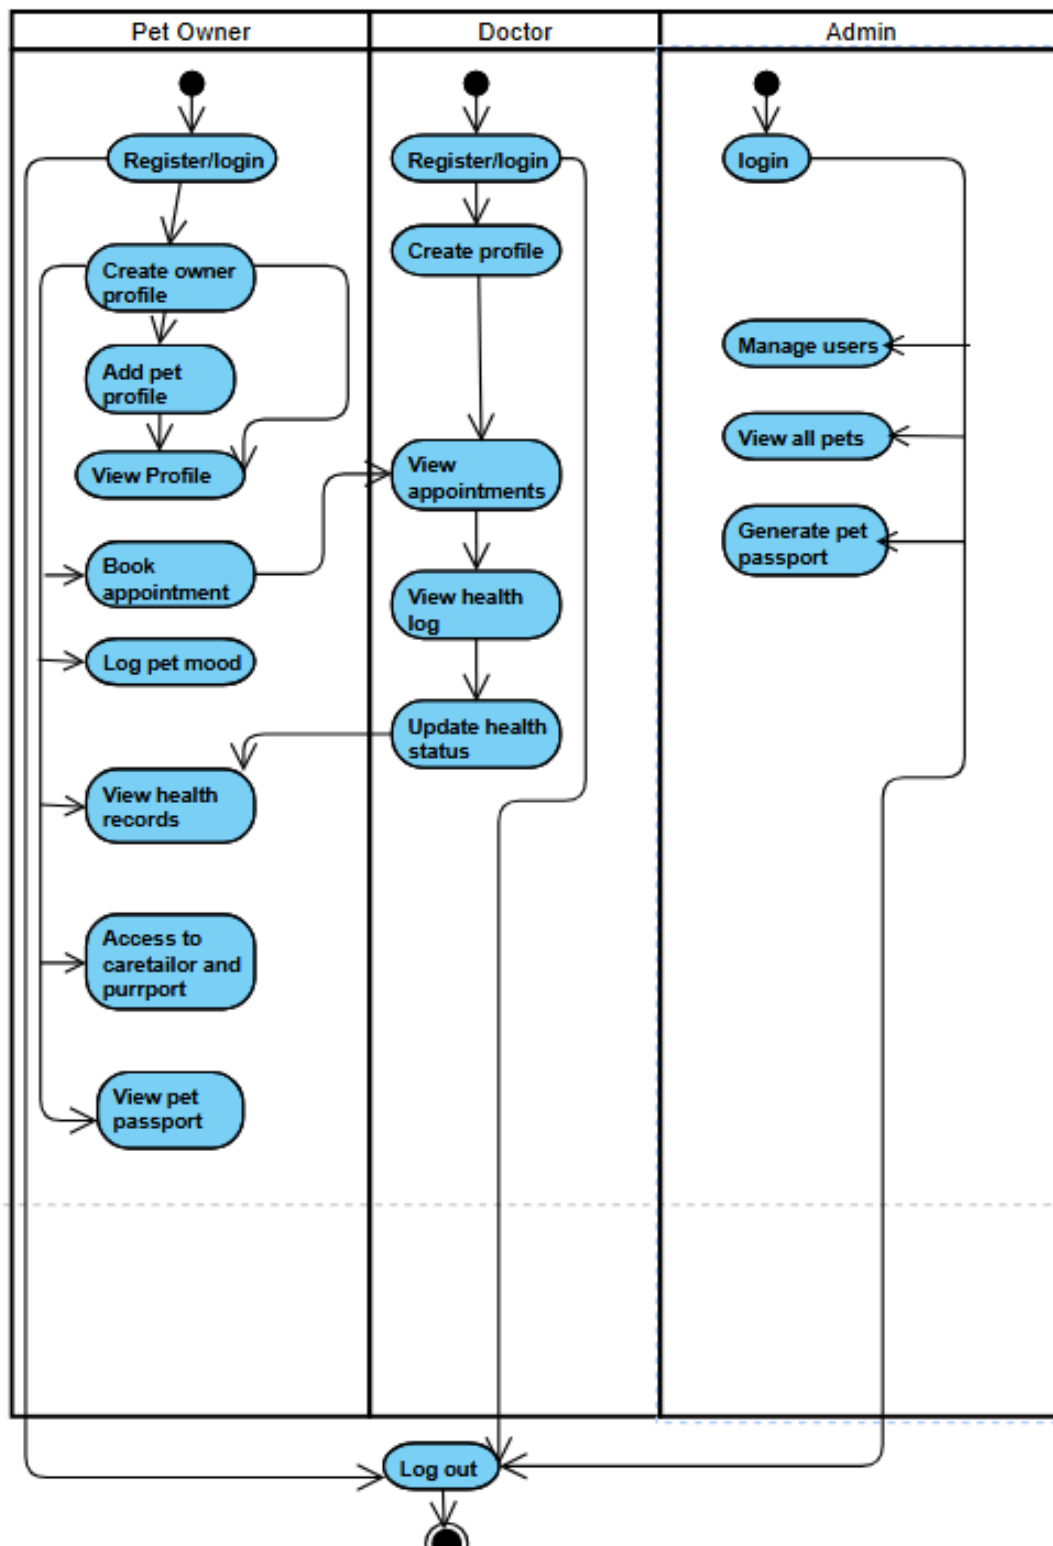 Pet Owner
Doctor
Admin
Register/login
Create owner
profile
Add pet
profile
View Profile
Book
appointment
Log pet mood
View health
records
Access to
caretailor and
purrport
View pet
passport
Register/login
Create profile
View
appointments
View health
log
Update health
status
login
Manage users
View all pets
Generate pet
passport
Log out